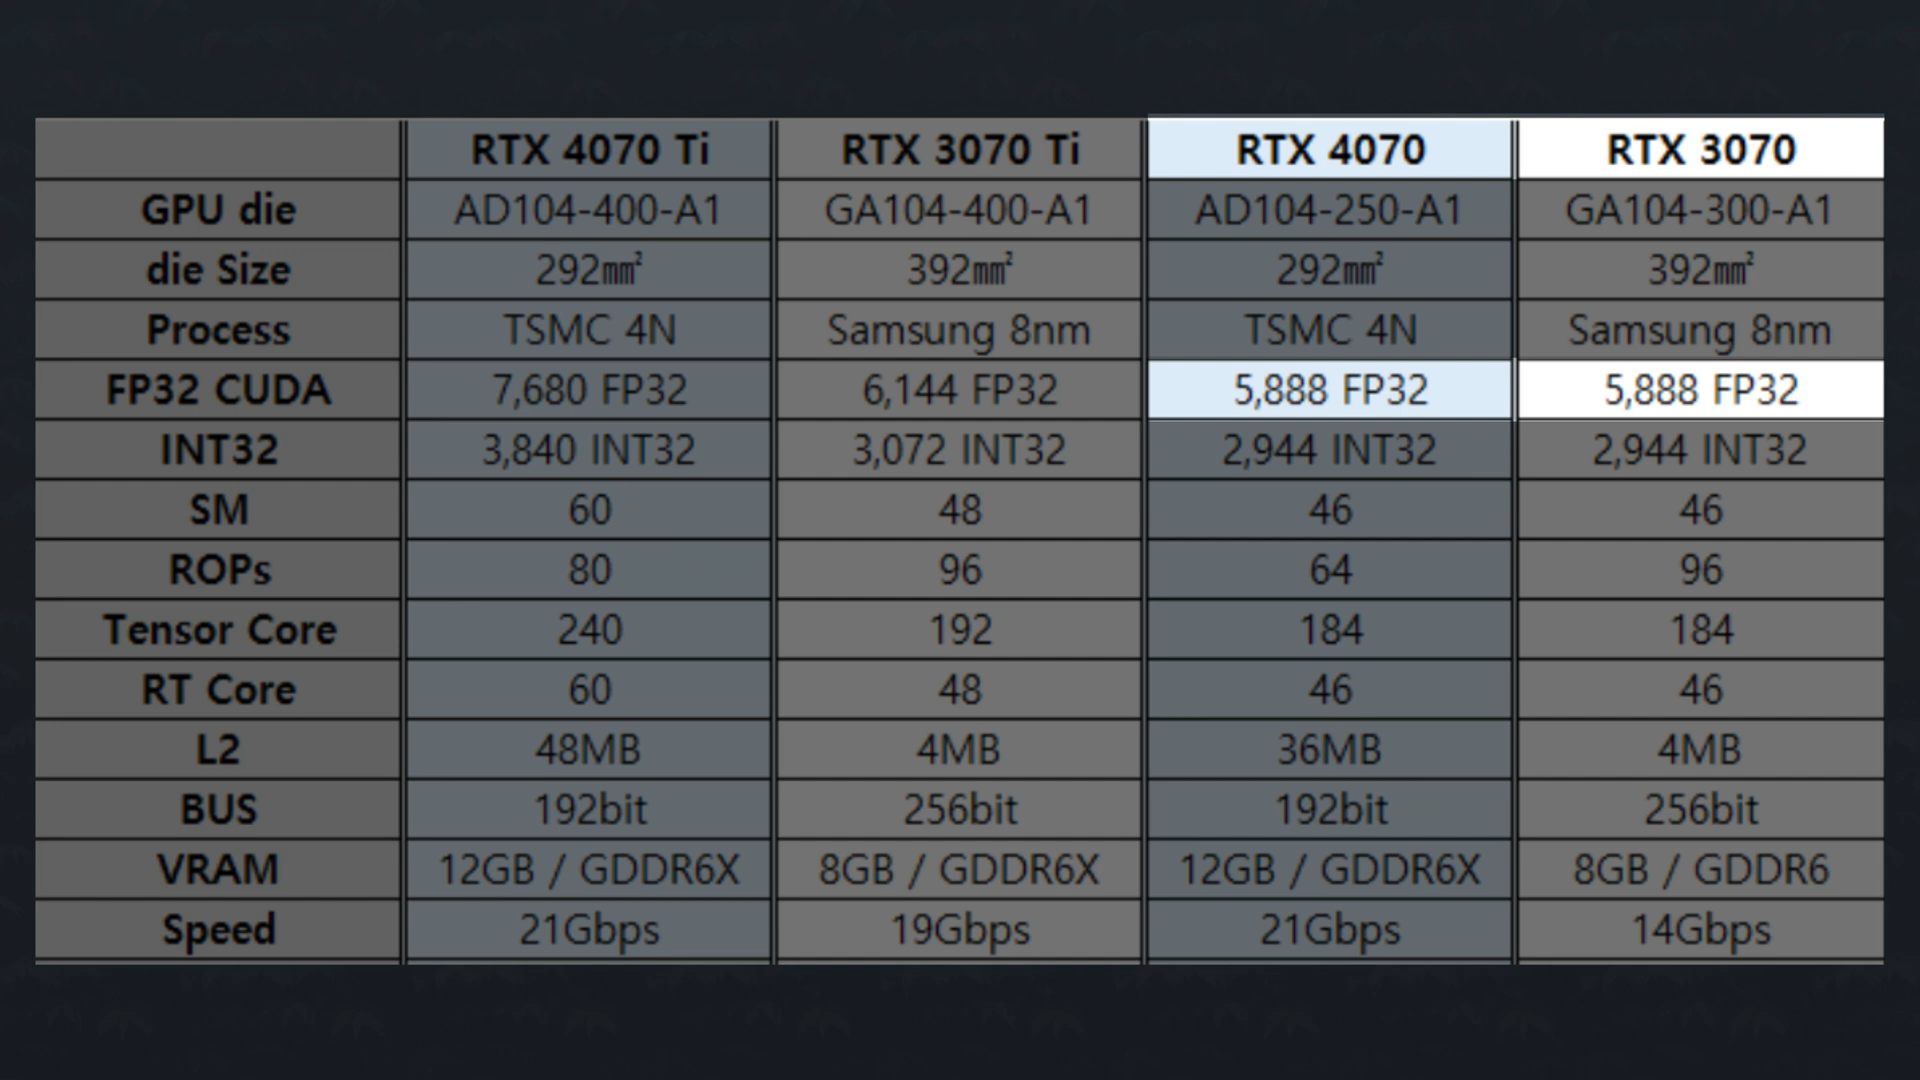 RTX 4070 Ti RTX 3070 Ti RTX 4070 RTX 3070
GPU die AD104-400-A1 GA104-400-A1 AD104-250-A1 GA104-300-A1
die Size 292㎟ 392㎟ 292㎟ 392㎟
Process TSMC 4N Samsung 8nm TSMC 4N Samsung 8nm
FP32 CUDA 7,680 FP32 6,144 FP32 5,888 FP32 5,888 FP32
INT32 3,840 INT32 3,072 INT32 2,944 INT32 2,944 INT32
SM 60 48 46 46
ROPs 80 96 64 96
Tensor Core 240 192 184 184
RT Core 60 48 46 46
L2 48MB 4MB 36MB 4MB
BUS 192bit 256bit 192bit 256bit
VRAM 12GB / GDDR6X 8GB / GDDR6X 12GB / GDDR6X 8GB / GDDR6
Speed 21Gbps 19Gbps 21Gbps 14Gbps